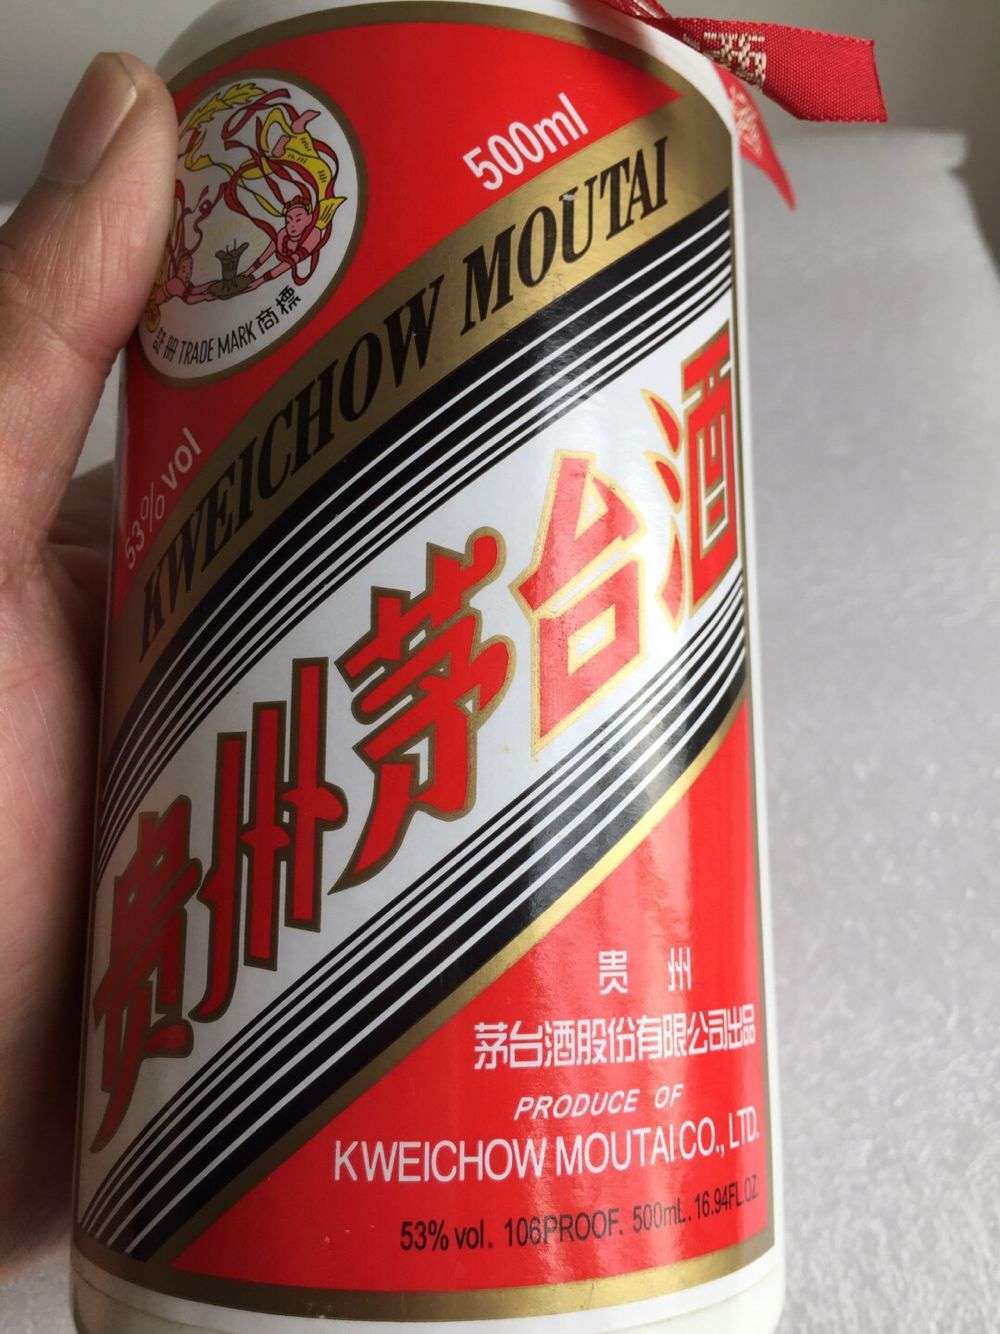 500ml
註册 TRADE MARK 商標
53%vol
KWEICHOW MOUTAI
贵州茅台酒
贵州
茅台酒股份有限公司出品
PRODUCE OF
KWEICHOW MOUTAI CO., LTD.
53% vol. 106PROOF. 500mL. 16.94FL.OZ